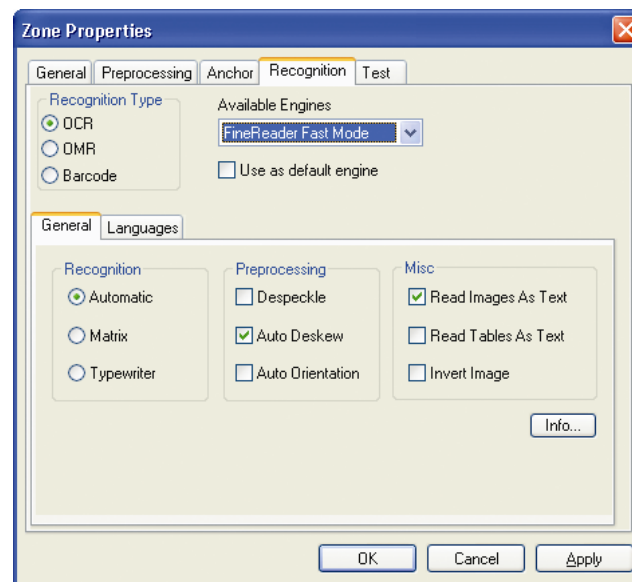 Zone Properties
General Preprocessing Anchor Recognition Test
Recognition Type
OCR
OMR
Barcode
Available Engines
FineReader Fast Mode
Use as default engine
General Languages
Recognition
Automatic
Matrix
Typewriter
Preprocessing
Despeckle
Auto Deskew
Auto Orientation
Misc
Read Images As Text
Read Tables As Text
Invert Image
Info...
OK Cancel Apply